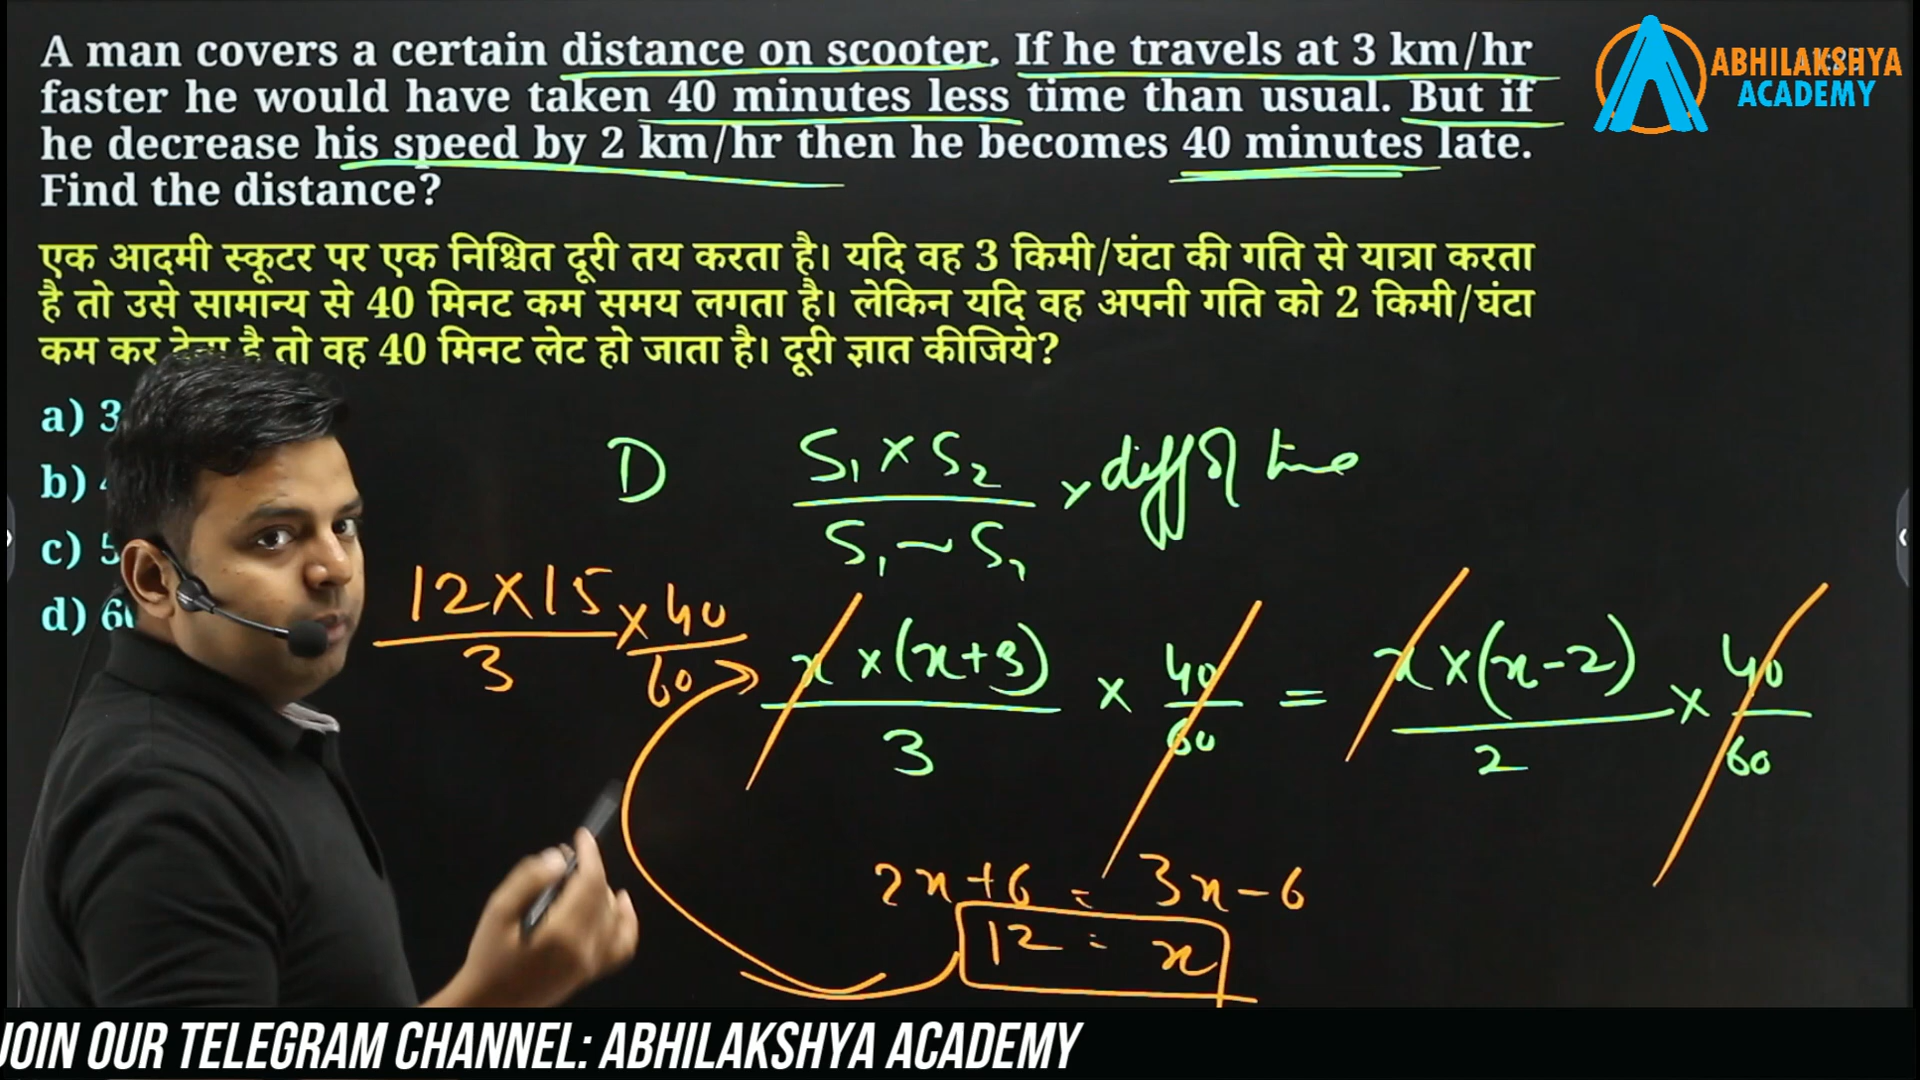 A man covers a certain distance on scooter. If he travels at 3 km/hr
faster he would have taken 40 minutes less time than usual. But if
he decrease his speed by 2 km/hr then he becomes 40 minutes late.
Find the distance?
ABHILAKSHYA
ACADEMY
एक आदमी स्कूटर पर एक निश्चित दूरी तय करता है। यदि वह 3 किमी/घंटा की गति से यात्रा करता
है तो उसे सामान्य से 40 मिनट कम समय लगता है। लेकिन यदि वह अपनी गति को 2 किमी/घंटा
कम कर है तो वह 40 मिनट लेट हो जाता है। दूरी ज्ञात कीजिये?
a) 3
b)
c) 5
d) 60
D S₁ × S₂ × diff of time
S₁ ~ S₂
12 × 15 × 40
3 60
x × (x+3) × 40 = x × (x-2) × 40
3 60 2 60
2x+6 = 3x-6
12 = x
JOIN OUR TELEGRAM CHANNEL: ABHILAKSHYA ACADEMY